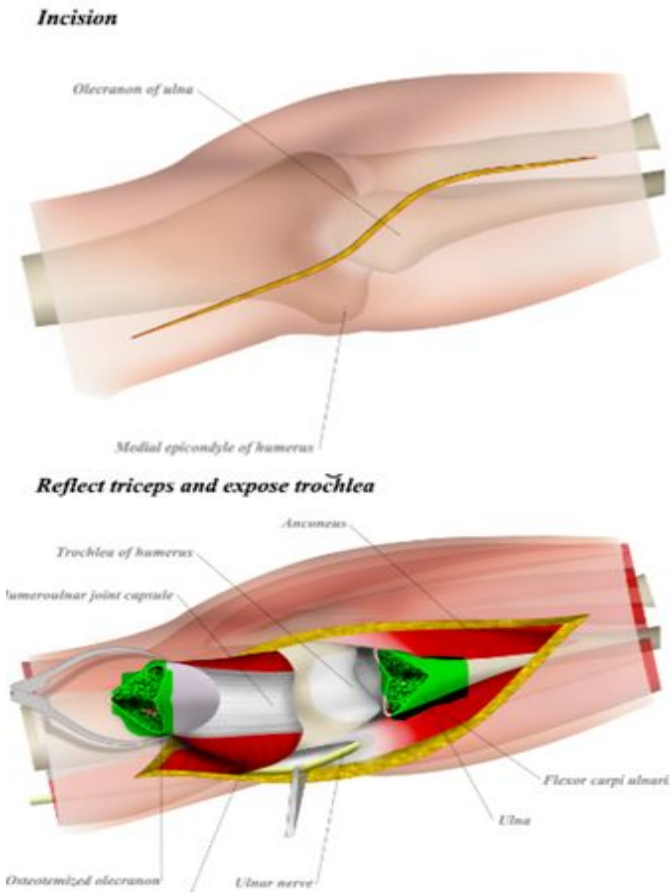 Incision
Olecranon of ulna
Medial epicondyle of humerus
Reflect triceps and expose trochlea
Anconeus
Trochlea of humerus
umeroulnar joint capsule
Flexor carpi ulnari
Ulna
Osteotemized olecranon
Ulnar nerve